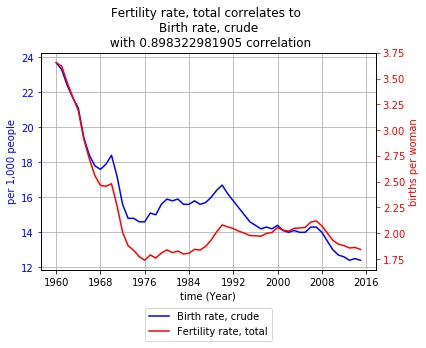 Fertility rate, total correlates to
Birth rate, crude
with 0.898322981905 correlation
24
22
20
18
16
14
12
per 1,000 people
3.75
3.50
3.25
3.00
2.75
2.50
2.25
2.00
1.75
births per woman
1960 1968 1976 1984 1992 2000 2008 2016
time (Year)
Birth rate, crude
Fertility rate, total